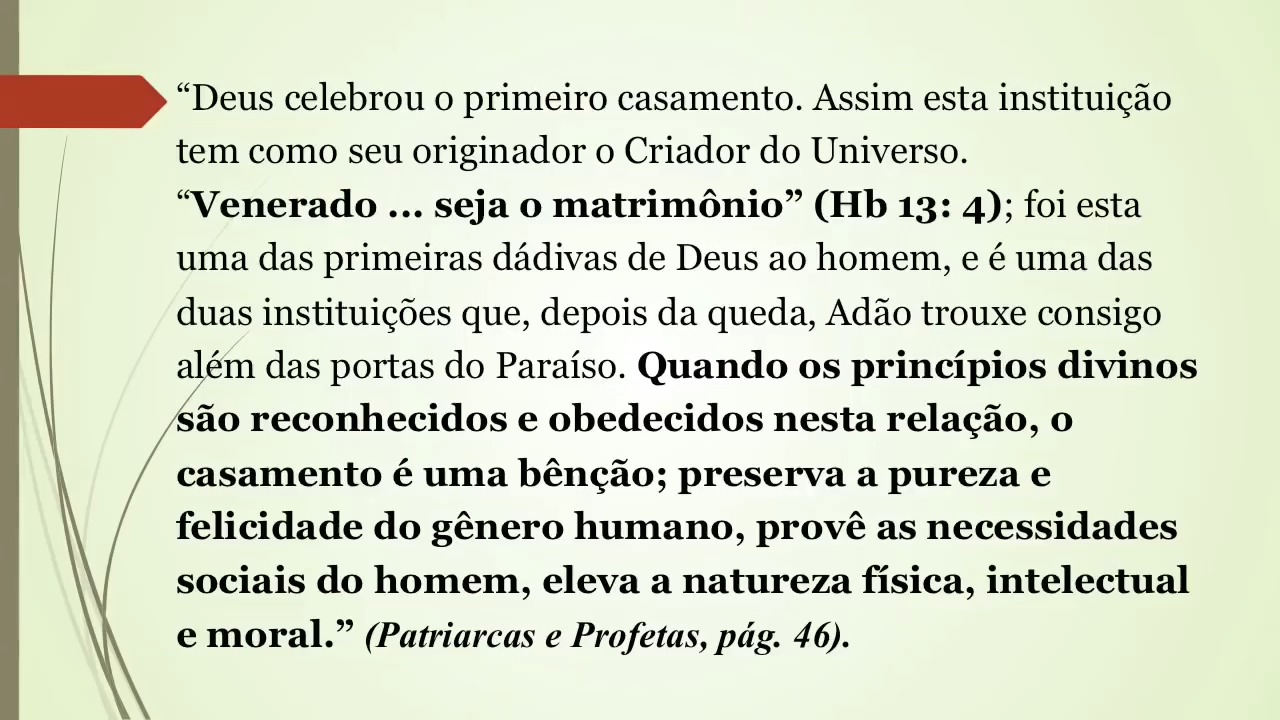 “Deus celebrou o primeiro casamento. Assim esta instituição
tem como seu originador o Criador do Universo.
“Venerado ... seja o matrimônio” (Hb 13: 4); foi esta
uma das primeiras dádivas de Deus ao homem, e é uma das
duas instituições que, depois da queda, Adão trouxe consigo
além das portas do Paraíso. Quando os princípios divinos
são reconhecidos e obedecidos nesta relação, o
casamento é uma bênção; preserva a pureza e
felicidade do gênero humano, provê as necessidades
sociais do homem, eleva a natureza física, intelectual
e moral.” (Patriarcas e Profetas, pág. 46).